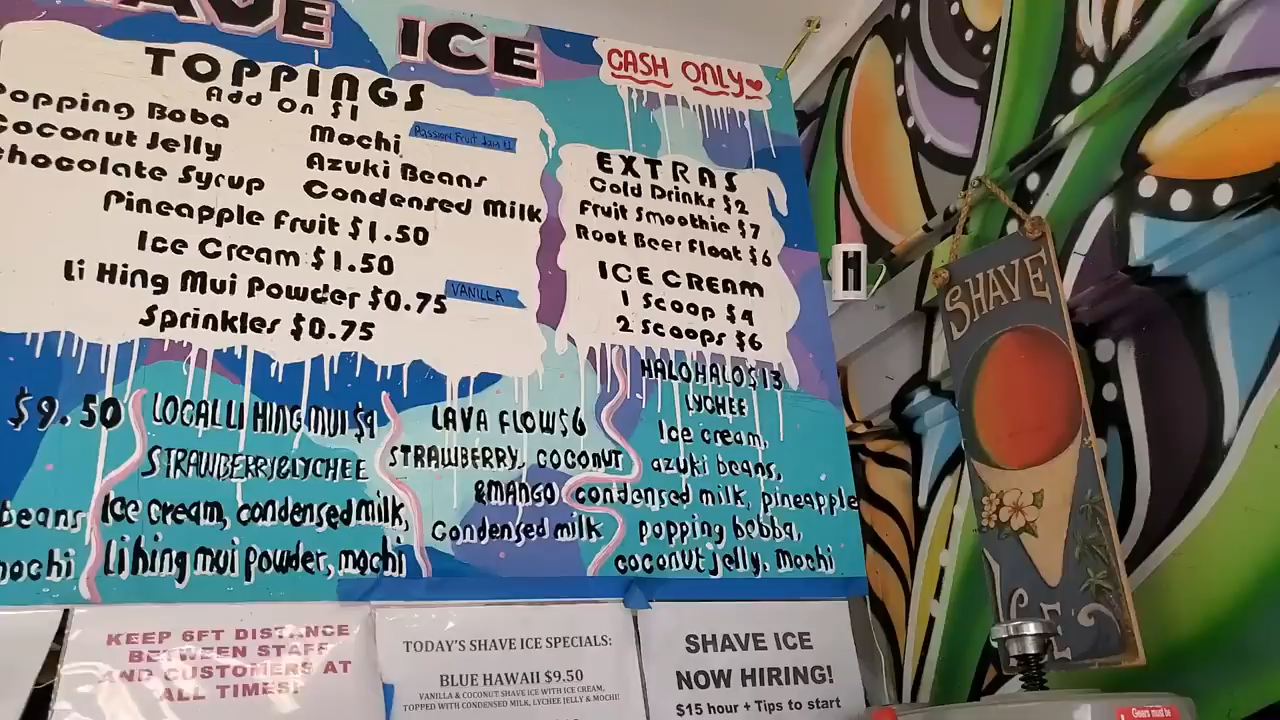 AVE ICE
CASH ONLY
TOPPINGS
Add On $1
Popping Boba
Mochi
Passion Fruit
Coconut Jelly
Azuki Beans
Chocolate Syrup
Condensed Milk
Pineapple Fruit $1.50
Ice Cream $1.50
Li Hing Mui Powder $0.75
VANILLA
Sprinkles $0.75
EXTRAS
Cold Drinks $2
Fruit Smoothie $7
Root Beer Float $6
ICE CREAM
1 Scoop $4
2 Scoops $6
$9.50
beans
mochi
LOCAL LI HING MUI $9
STRAWBERRY&LYCHEE
Ice cream, condensed milk,
li hing mui powder, mochi
LAVA FLOW $6
STRAWBERRY, COCONUT
&MANGO
Condensed milk
HALOHALO $13
LYCHEE
Ice cream,
azuki beans,
condensed milk, pineapple
popping bobba,
coconut jelly, Mochi
H
SHAVE
ICE
KEEP 6FT DISTANCE
BETWEEN STAFF
AND CUSTOMERS AT
ALL TIMES!
TODAY'S SHAVE ICE SPECIALS:
BLUE HAWAII $9.50
VANILLA & COCONUT SHAVE ICE WITH ICE CREAM,
TOPPED WITH CONDENSED MILK, LYCHEE JELLY & MOCHI
SHAVE ICE
NOW HIRING!
$15 hour + Tips to start
Gears must be